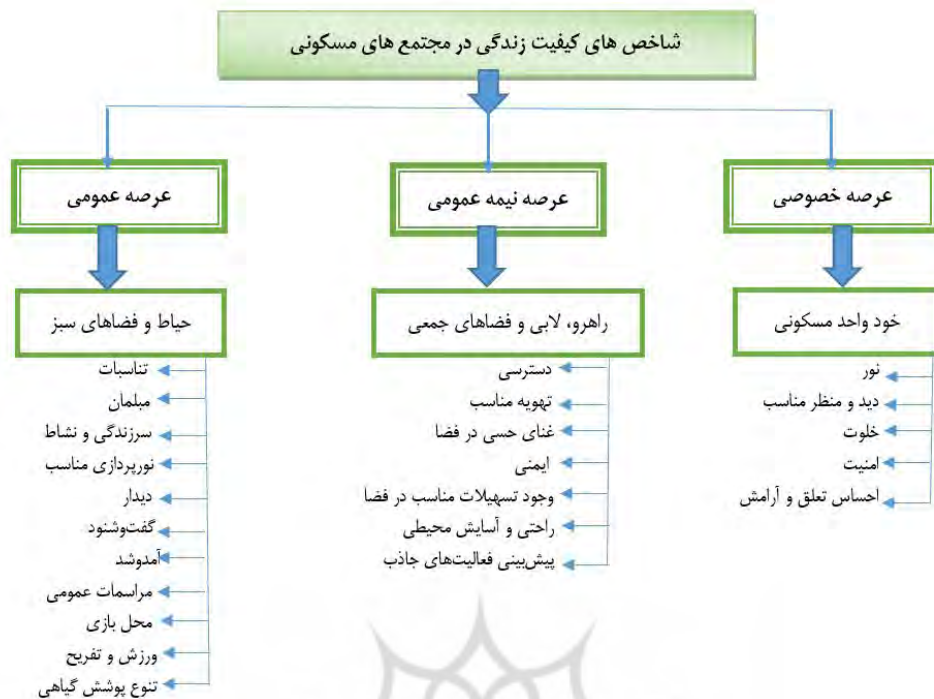 شاخص های کیفیت زندگی در مجتمع های مسکونی
عرصه خصوصی
عرصه نیمه عمومی
عرصه عمومی
خود واحد مسکونی
راهرو، لابی و فضاهای جمعی
حیاط و فضاهای سبز
نور
دید و منظر مناسب
خلوت
امنیت
احساس تعلق و آرامش
دسترسی
تهویه مناسب
غنای حسی در فضا
ایمنی
وجود تسهیلات مناسب در فضا
راحتی و آسایش محیطی
پیش‌بینی فعالیت‌های جاذب
تناسبات
مبلمان
سرزندگی و نشاط
نورپردازی مناسب
دیدار
گفت‌وشنود
آمدوشد
مراسمات عمومی
محل بازی
ورزش و تفریح
تنوع پوشش گیاهی